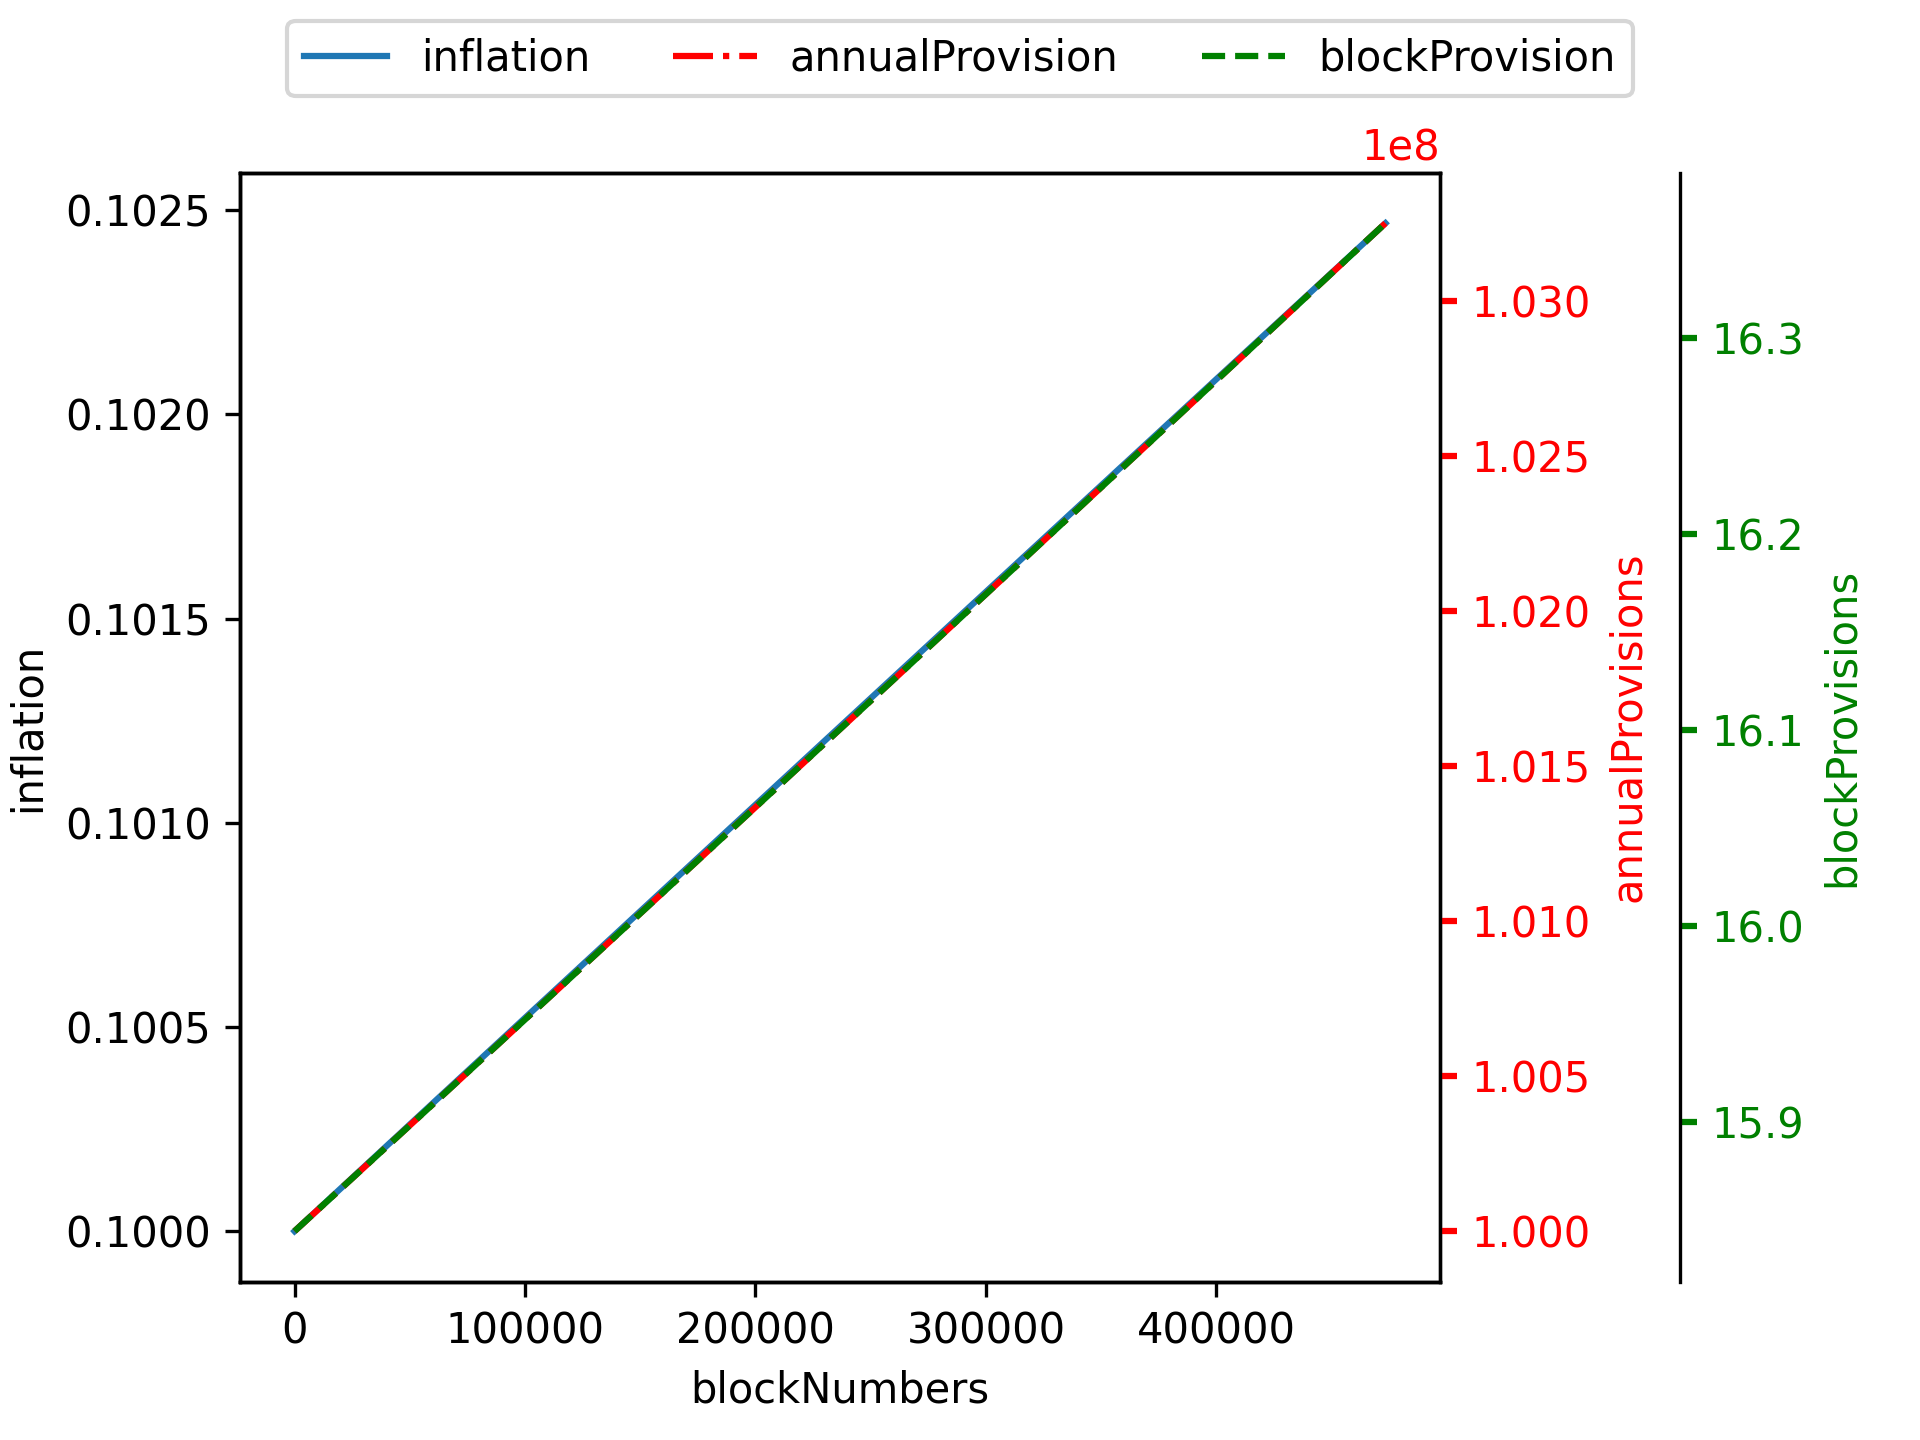 inflation annualProvision blockProvision
1e8
0.1025
0.1020
0.1015
0.1010
0.1005
0.1000
inflation
1.030
1.025
1.020
1.015
1.010
1.005
1.000
annualProvisions
16.3
16.2
16.1
16.0
15.9
blockProvisions
0 100000 200000 300000 400000
blockNumbers